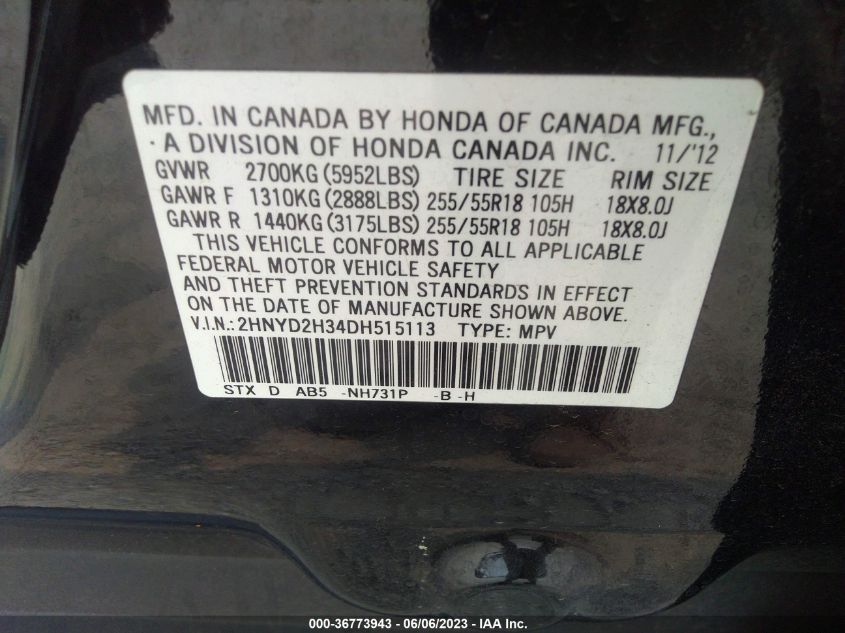 MFD. IN CANADA BY HONDA OF CANADA MFG.,
A DIVISION OF HONDA CANADA INC. 11/'12
GVWR 2700KG (5952LBS) TIRE SIZE RIM SIZE
GAWR F 1310KG (2888LBS) 255/55R18 105H 18X8.0J
GAWR R 1440KG (3175LBS) 255/55R18 105H 18X8.0J
THIS VEHICLE CONFORMS TO ALL APPLICABLE
FEDERAL MOTOR VEHICLE SAFETY
AND THEFT PREVENTION STANDARDS IN EFFECT
ON THE DATE OF MANUFACTURE SHOWN ABOVE.
V.I.N.: 2HNYD2H34DH515113 TYPE: MPV
STX D AB5 -NH731P -B -H
000-36773943 - 06/06/2023 - IAA Inc.